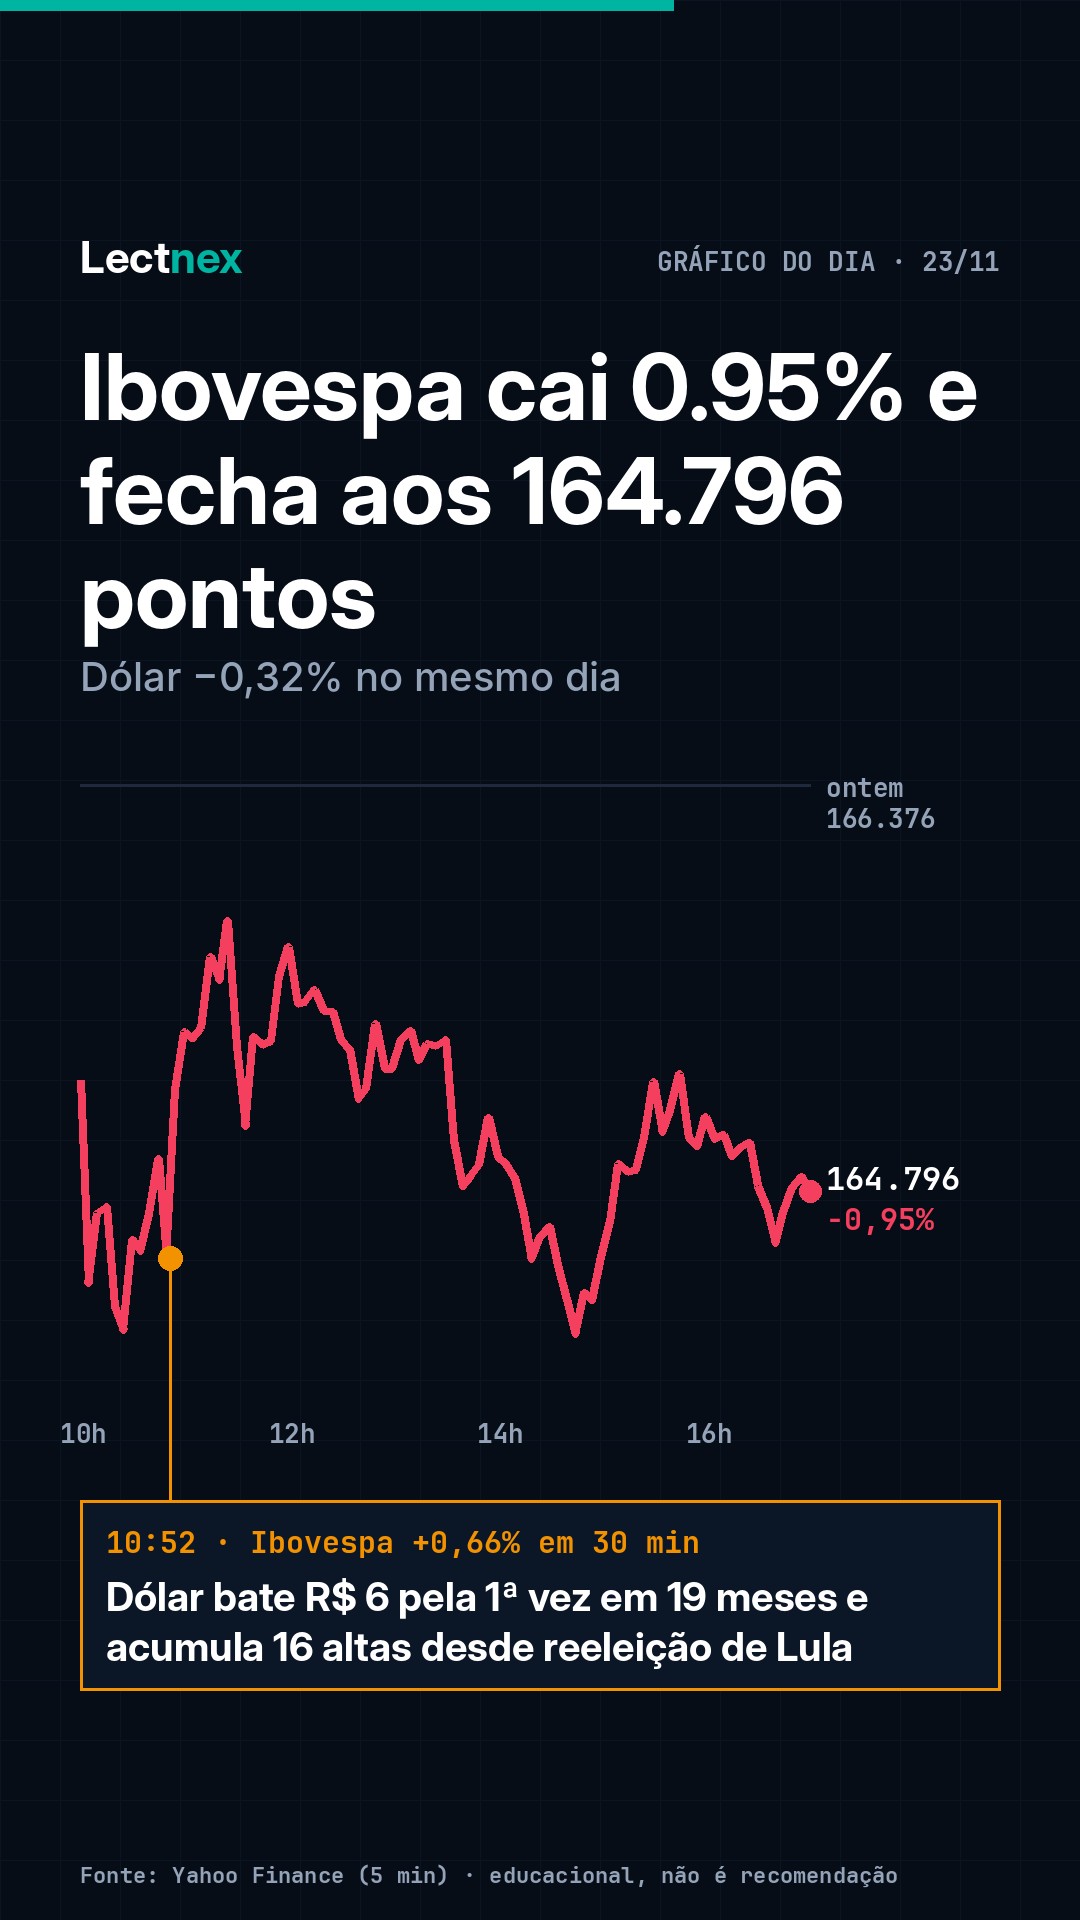 Lectnex
GRÁFICO DO DIA · 23/11
Ibovespa cai 0.95% e
fecha aos 164.796
pontos
Dólar −0,32% no mesmo dia
ontem
166.376
164.796
-0,95%
10h 12h 14h 16h
10:52 · Ibovespa +0,66% em 30 min
Dólar bate R$ 6 pela 1ª vez em 19 meses e
acumula 16 altas desde reeleição de Lula
Fonte: Yahoo Finance (5 min) · educacional, não é recomendação